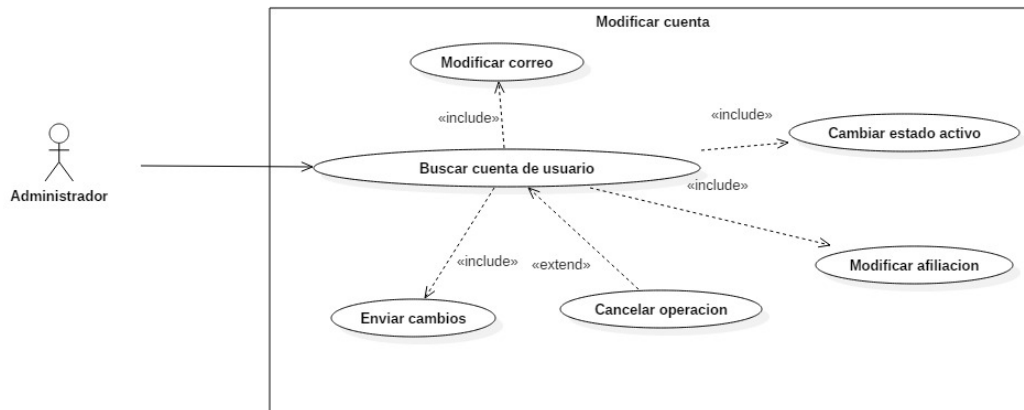 Modificar cuenta
Modificar correo
«include»
«include»
Cambiar estado activo
Buscar cuenta de usuario
«include»
Administrador
«include»
«extend»
Modificar afiliacion
Enviar cambios
Cancelar operacion